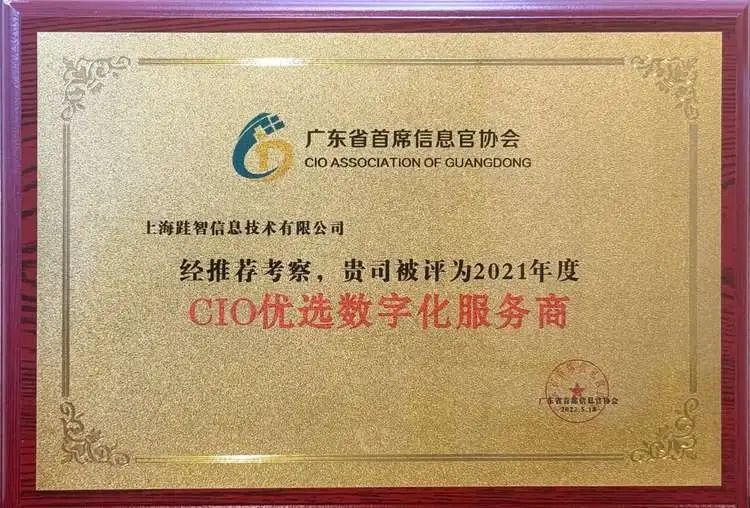 广东省首席信息官协会
CIO ASSOCIATION OF GUANGDONG
上海跬智信息技术有限公司
经推荐考察，贵司被评为2021年度
CIO优选数字化服务商
广东省首席信息官协会
2022.5.18